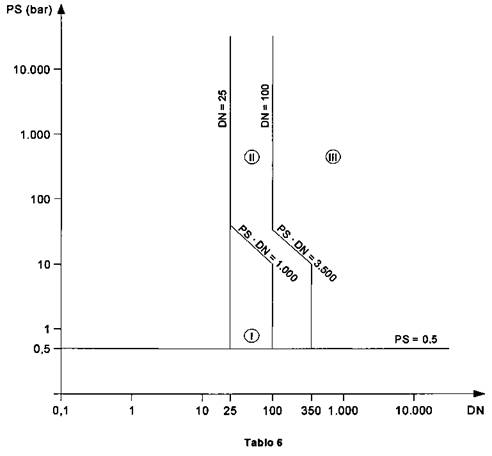 PS (bar)
10.000
1.000
100
10
1
0,5
DN = 25
DN = 100
II
III
PS · DN = 1.000
PS · DN = 3.500
I
PS = 0.5
0,1
1
10
25
100
350
1.000
10.000
DN
Tablo 6